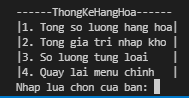 ------ThongKeHangHoa------
|1. Tong so luong hang hoa|
|2. Tong gia tri nhap kho |
|3. So luong tung loai    |
|4. Quay lai menu chinh   |
Nhap lua chon cua ban: